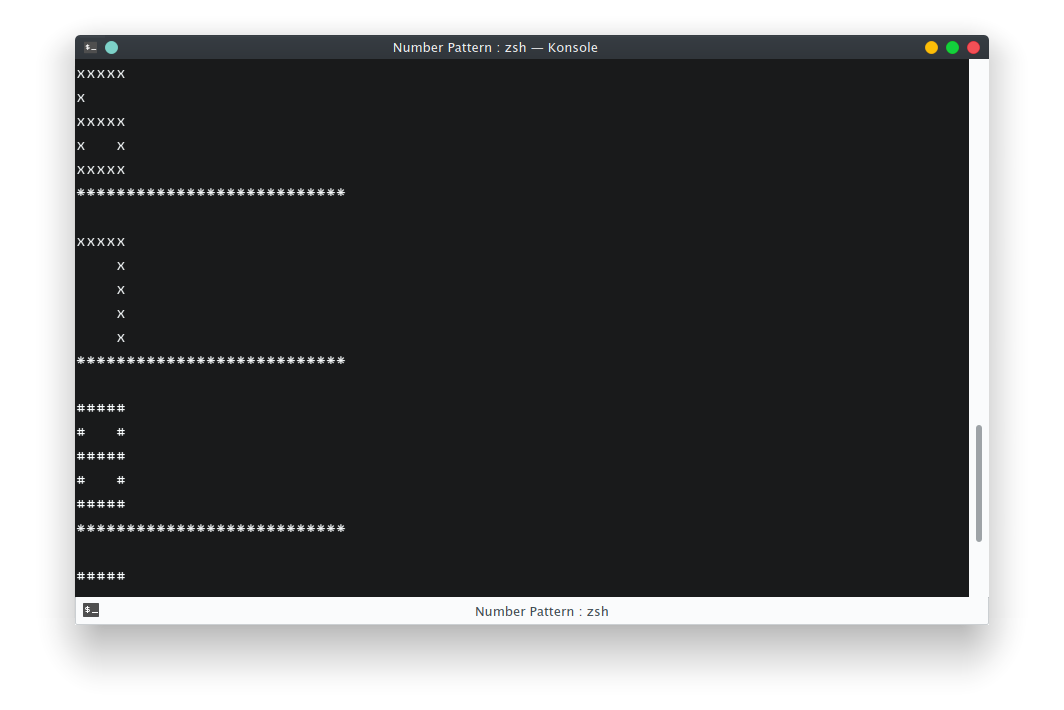 $_
Number Pattern : zsh — Konsole
xxxxx
x
xxxxx
x   x
xxxxx
***************************
xxxxx
    x
    x
    x
    x
***************************
#####
#   #
#####
#   #
#####
***************************
#####
$_
Number Pattern : zsh